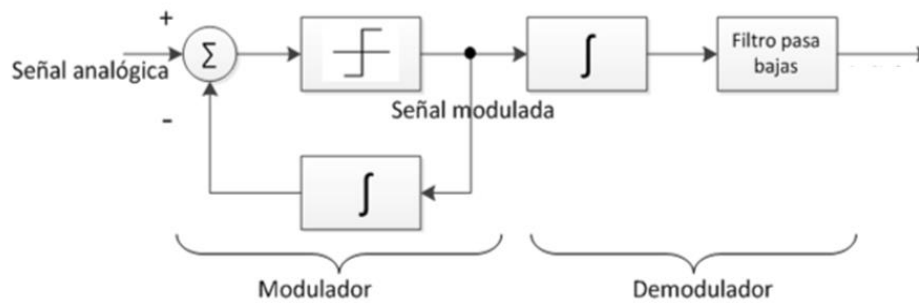 +
Σ
Señal analógica
-
∫
Señal modulada
∫
Filtro pasa
bajas
Modulador
Demodulador